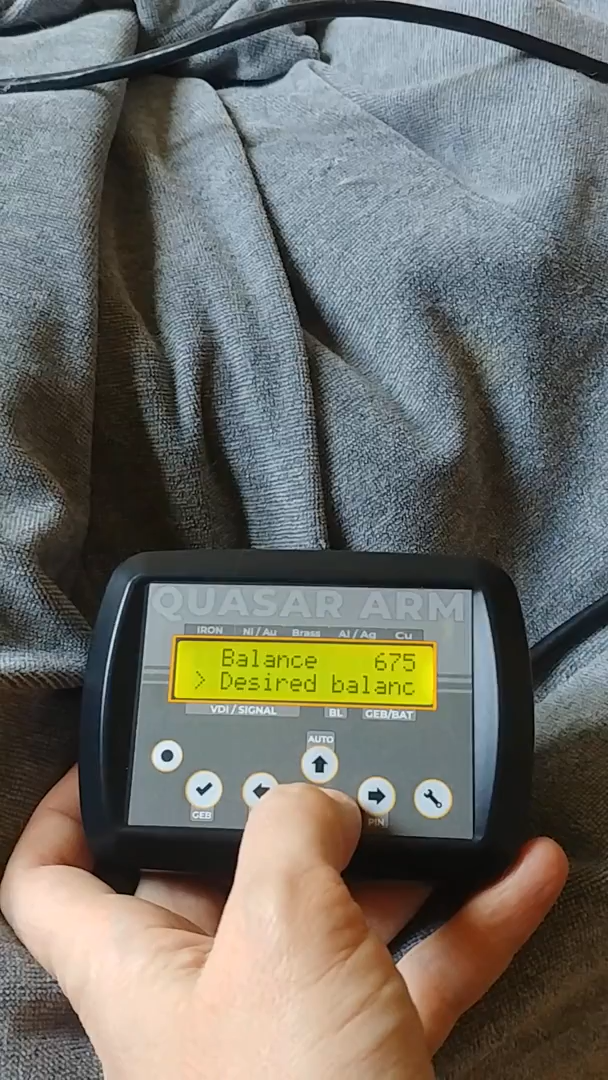 QUASAR ARM
IRON Ni / Au Brass Al / Ag Cu
Balance 675
> Desired balanc
VDI / SIGNAL BL GEB/BAT
AUTO
GEB PIN